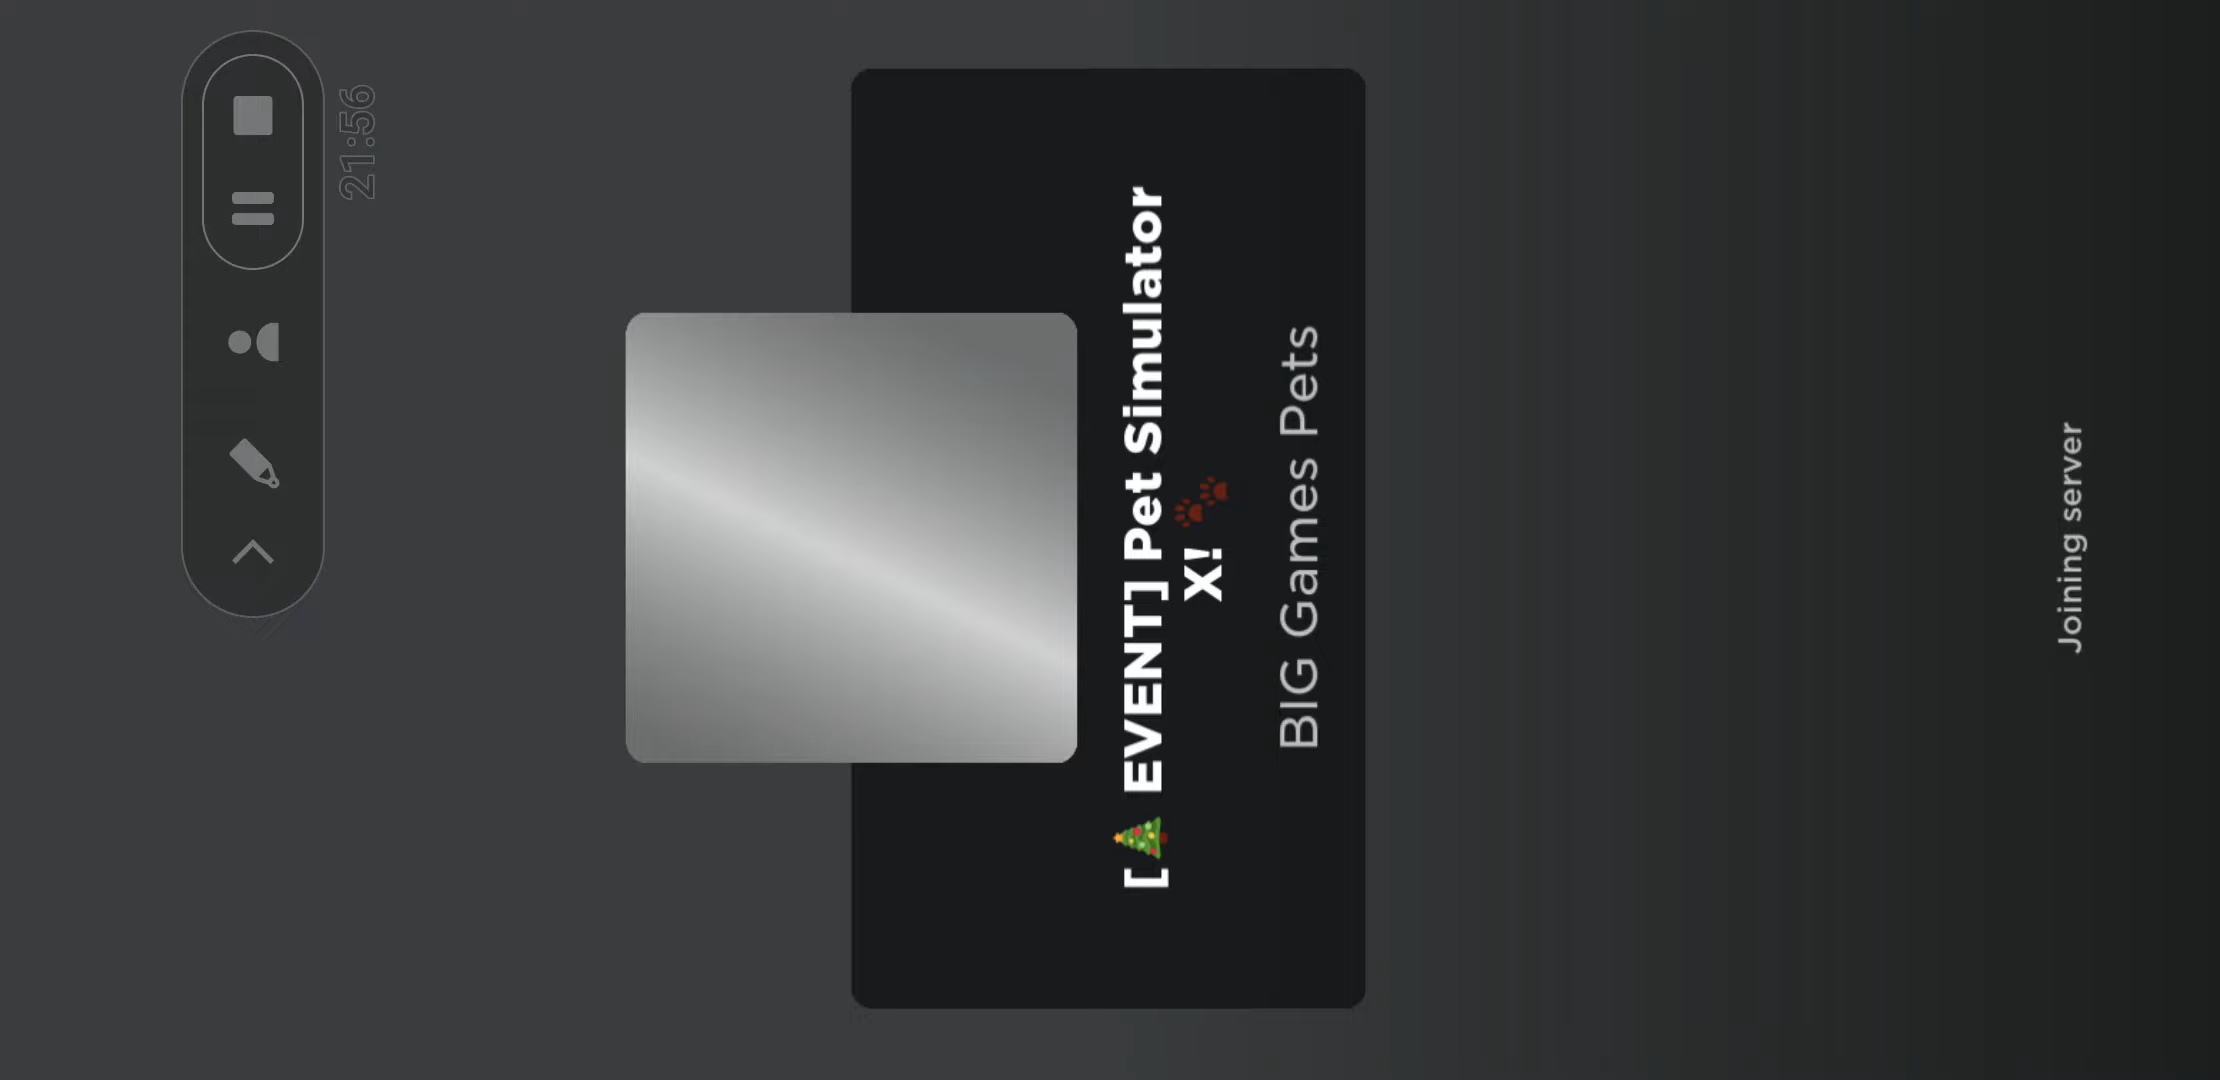 21:56
[🎄 EVENT] Pet Simulator
X! 🐾
BIG Games Pets
Joining server